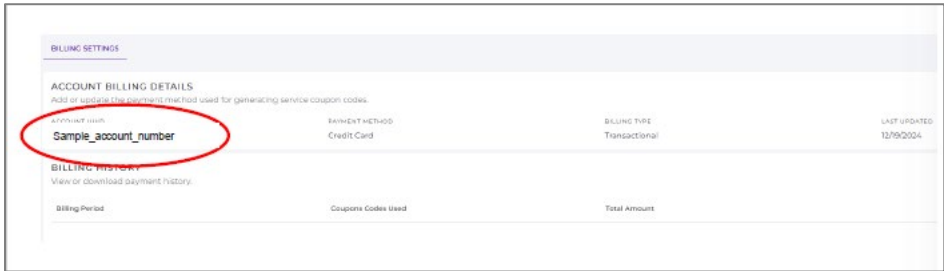 BILLING SETTINGS
ACCOUNT BILLING DETAILS
Add or update the payment method used for generating service coupon codes.
ACCOUNT UUID PAYMENT METHOD BILLING TYPE LAST UPDATED
Sample_account_number Credit Card Transactional 12/19/2024
BILLING HISTORY
View or download payment history.
Billing Period Coupons Codes Used Total Amount